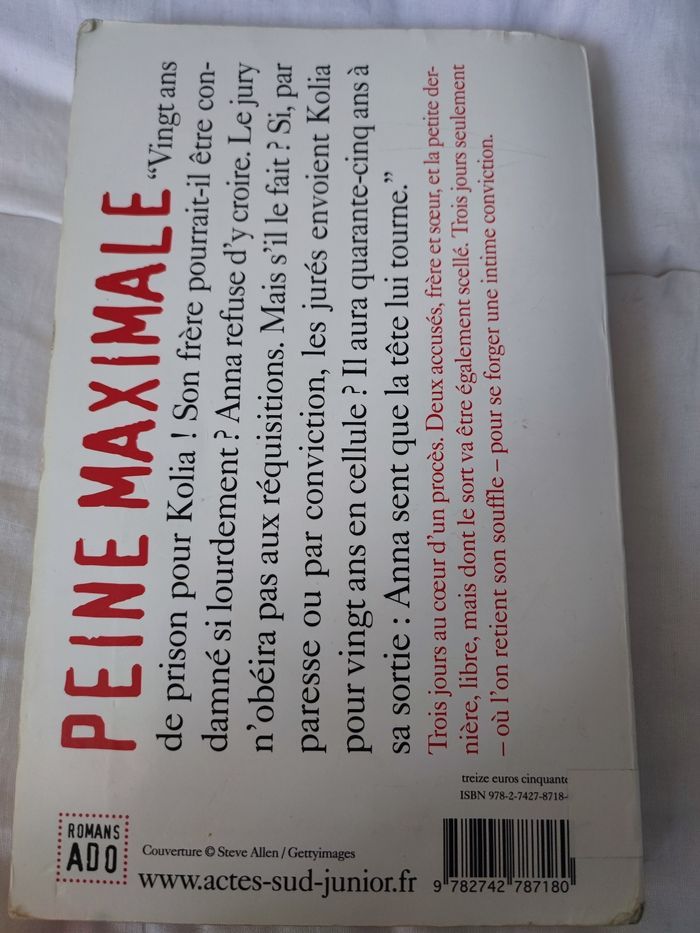 PEINE MAXIMALE “Vingt ans
de prison pour Kolia ! Son frère pourrait-il être con-
damné si lourdement ? Anna refuse d’y croire. Le jury
n’obéira pas aux réquisitions. Mais s’il le fait ? Si, par
paresse ou par conviction, les jurés envoient Kolia
pour vingt ans en cellule ? Il aura quarante-cinq ans à
sa sortie : Anna sent que la tête lui tourne.”
Trois jours au cœur d’un procès. Deux accusés, frère et sœur, et la petite der-
nière, libre, mais dont le sort va être également scellé. Trois jours seulement
– où l’on retient son souffle – pour se forger une intime conviction.
ROMANS
ADO
Couverture © Steve Allen / Gettyimages
www.actes-sud-junior.fr
treize euros cinquante
ISBN 978-2-7427-8718-
9 782742 787180